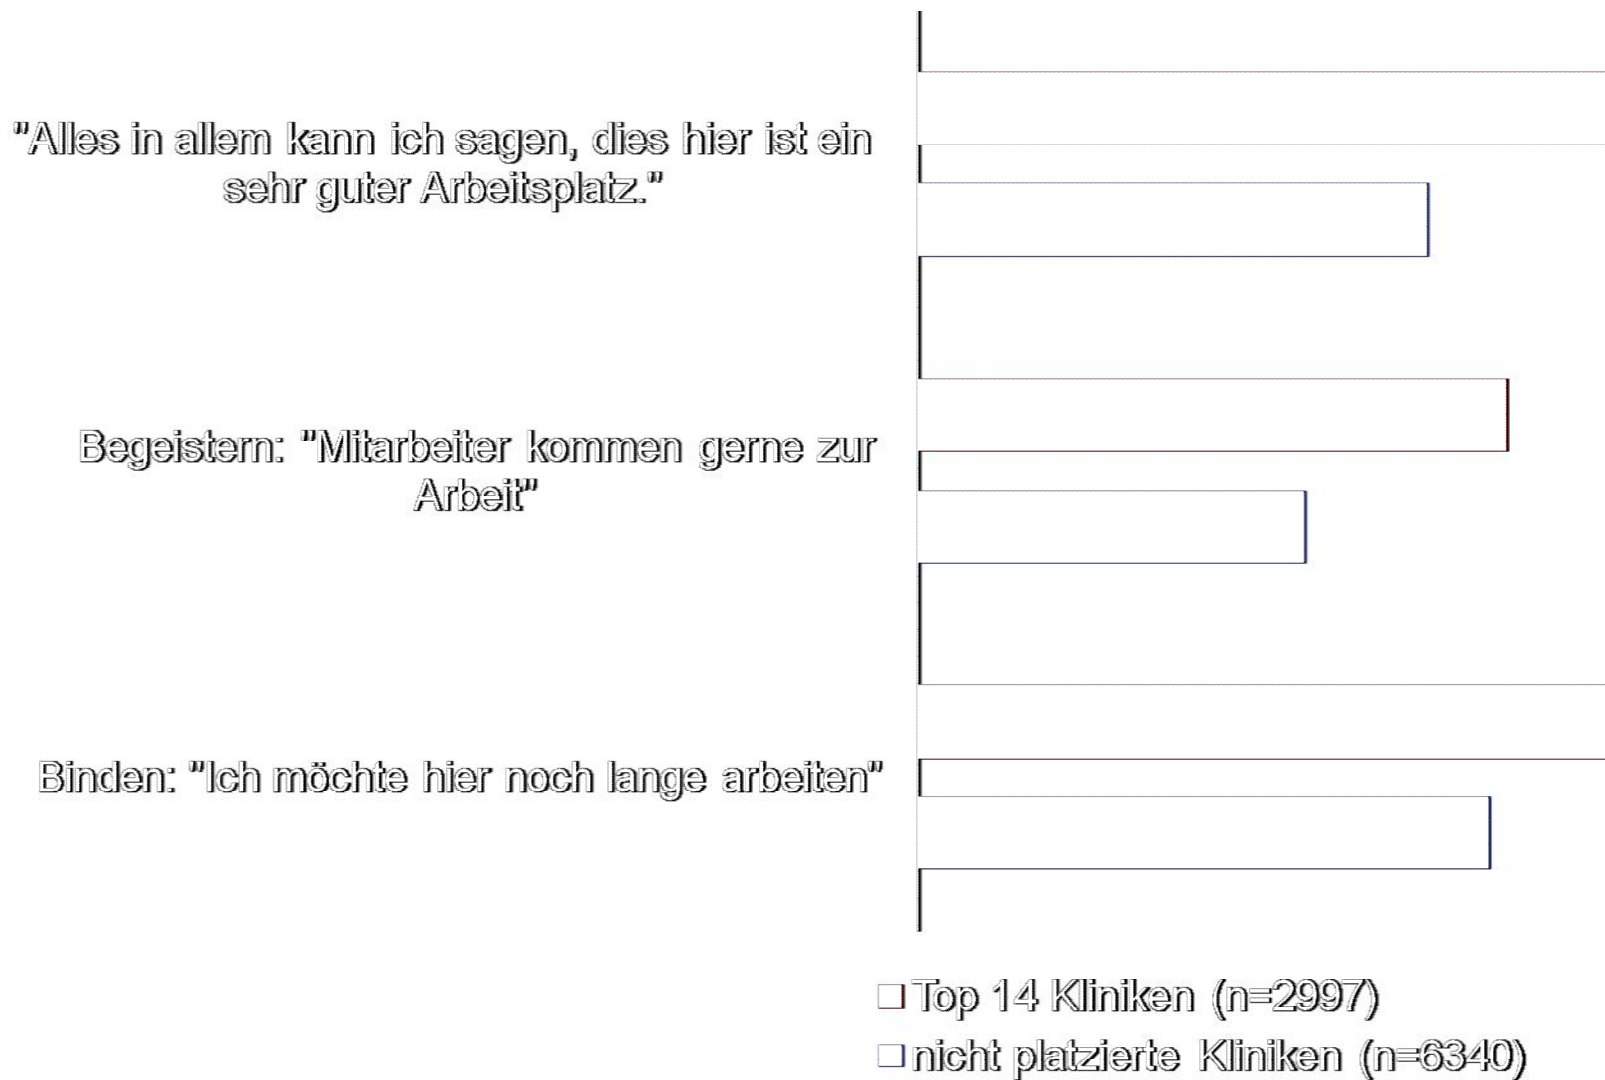 "Alles in allem kann ich sagen, dies hier ist ein
sehr guter Arbeitsplatz."
Begeistern: "Mitarbeiter kommen gerne zur
Arbeit"
Binden: "Ich möchte hier noch lange arbeiten"
Top 14 Kliniken (n=2997)
nicht platzierte Kliniken (n=6340)